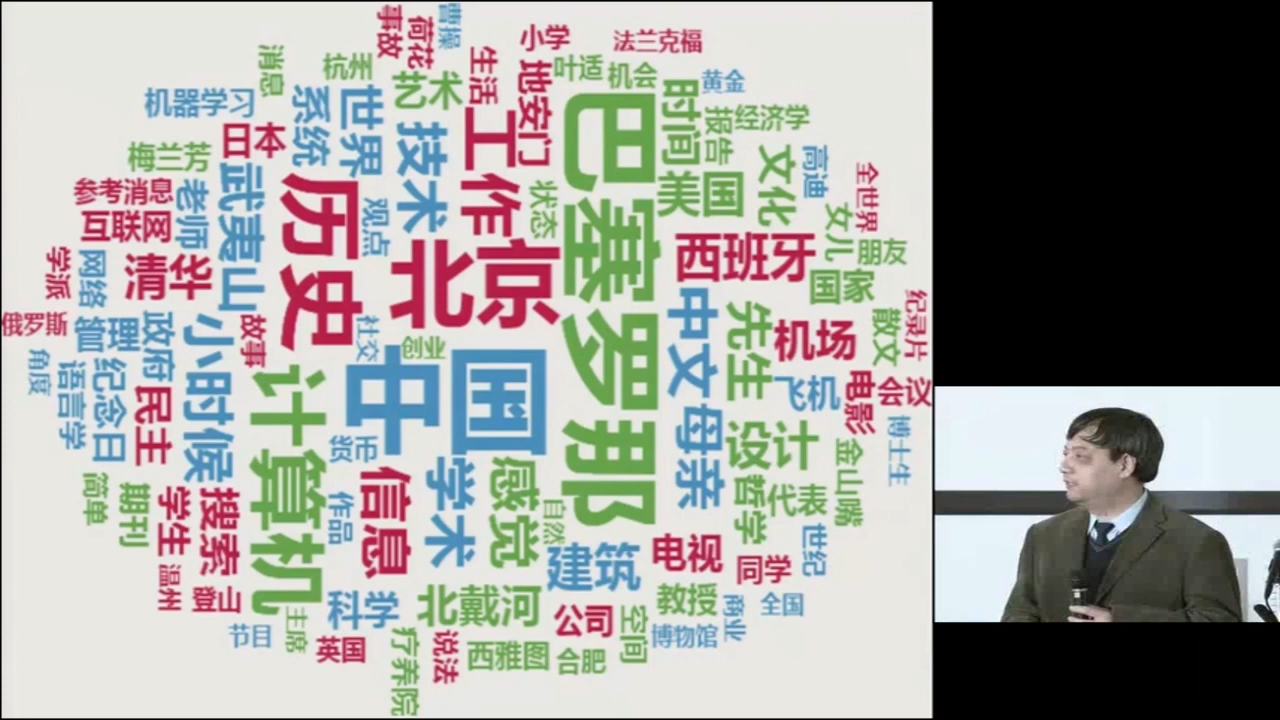 事故
荷花
曹操
小学
法兰克福
消息
杭州
艺术
生活
地安门
叶适
机会
黄金
机器学习
系统
世界
技术
工作
巴塞罗那
时间
报告
经济学
日本
梅兰芳
武夷山
历史
观点
状态
美国
文化
高迪
全世界
参考消息
老师
互联网
北京
西班牙
女儿
朋友
学派
网络
清华
国家
俄罗斯
政府
小时候
故事
社交
创业
中国
中文
母亲
先生
机场
散文
纪录片
角度
语言学
纪念日
民主
计算机
货币
飞机
电影
会议
博士生
设计
金山嘴
简单
期刊
学生
搜索
作品
信息
学术
感觉
自然
哲学
代表
世纪
建筑
电视
同学
温州
主席
科学
北戴河
公司
空间
教授
商业
全国
节目
英国
疗养院
说法
西雅图
合肥
博物馆